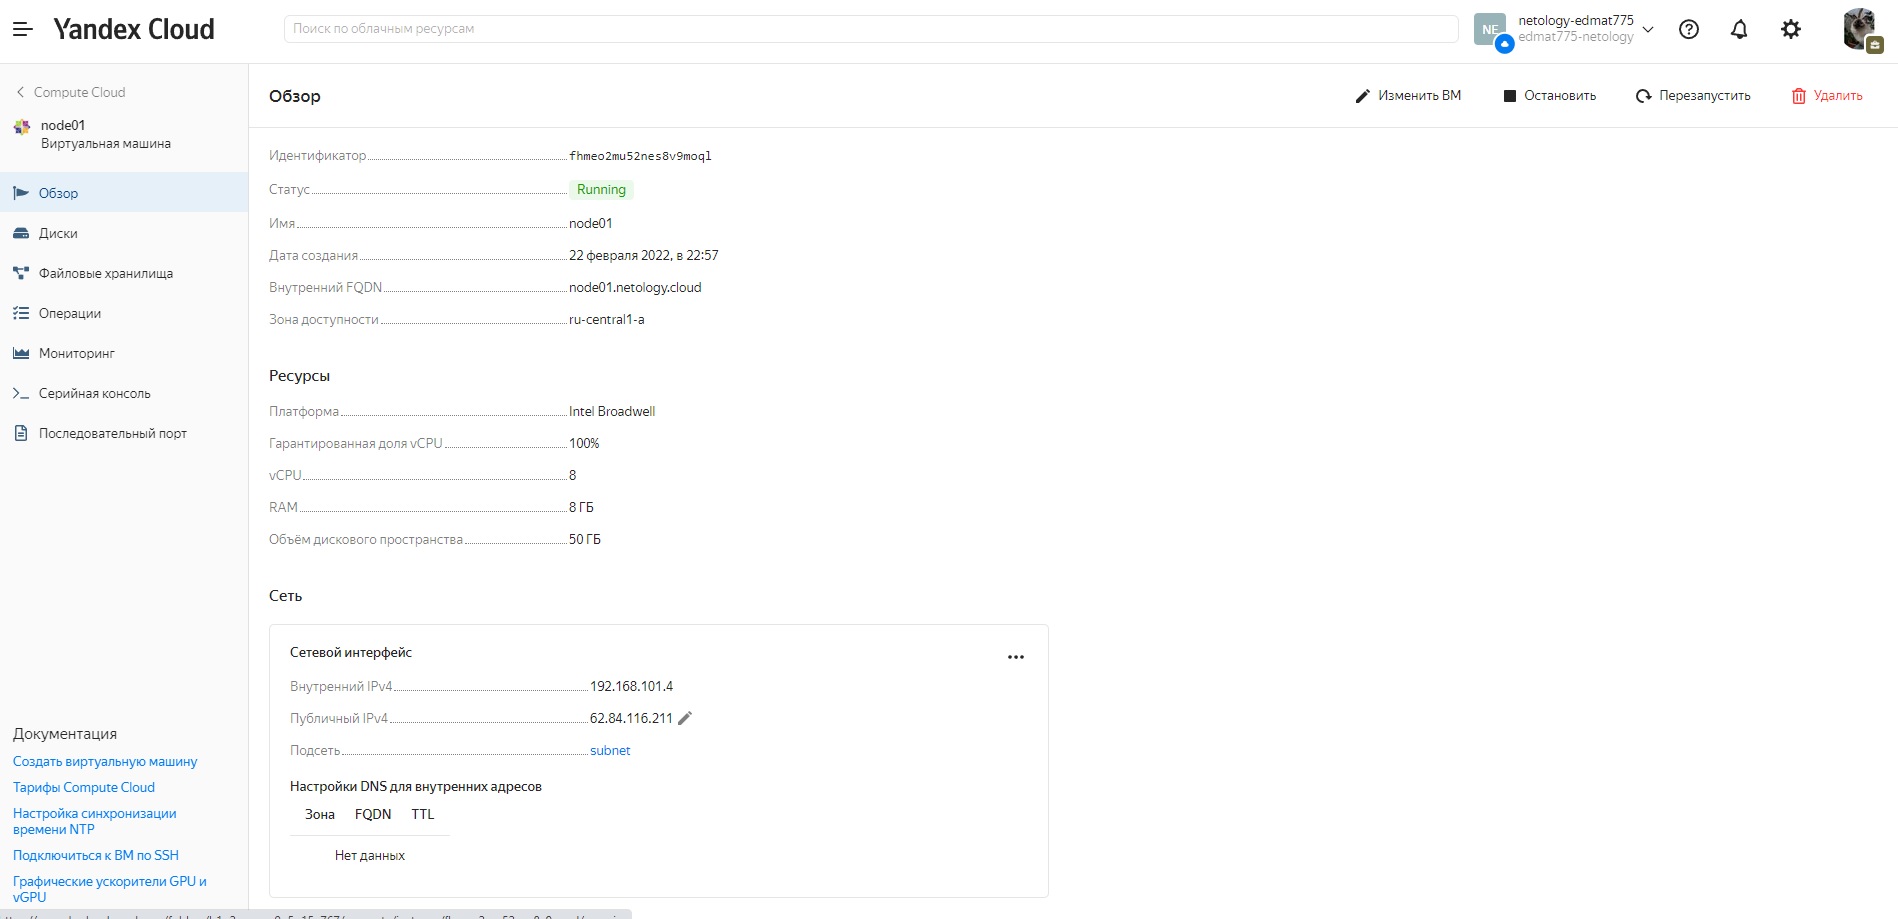 Yandex Cloud
Поиск по облачным ресурсам
NE
netology-edmat775
edmat775-netology
Compute Cloud
node01
Виртуальная машина
Обзор
Диски
Файловые хранилища
Операции
Мониторинг
Серийная консоль
Последовательный порт
Документация
Создать виртуальную машину
Тарифы Compute Cloud
Настройка синхронизации
времени NTP
Подключиться к ВМ по SSH
Графические ускорители GPU и
vGPU
Обзор
Изменить ВМ
Остановить
Перезапустить
Удалить
Идентификатор fhmeo2mu52nes8v9moql
Статус Running
Имя node01
Дата создания 22 февраля 2022, в 22:57
Внутренний FQDN node01.netology.cloud
Зона доступности ru-central1-a
Ресурсы
Платформа Intel Broadwell
Гарантированная доля vCPU 100%
vCPU 8
RAM 8 ГБ
Объём дискового пространства 50 ГБ
Сеть
Сетевой интерфейс
Внутренний IPv4 192.168.101.4
Публичный IPv4 62.84.116.211
Подсеть subnet
Настройки DNS для внутренних адресов
Зона FQDN TTL
Нет данных